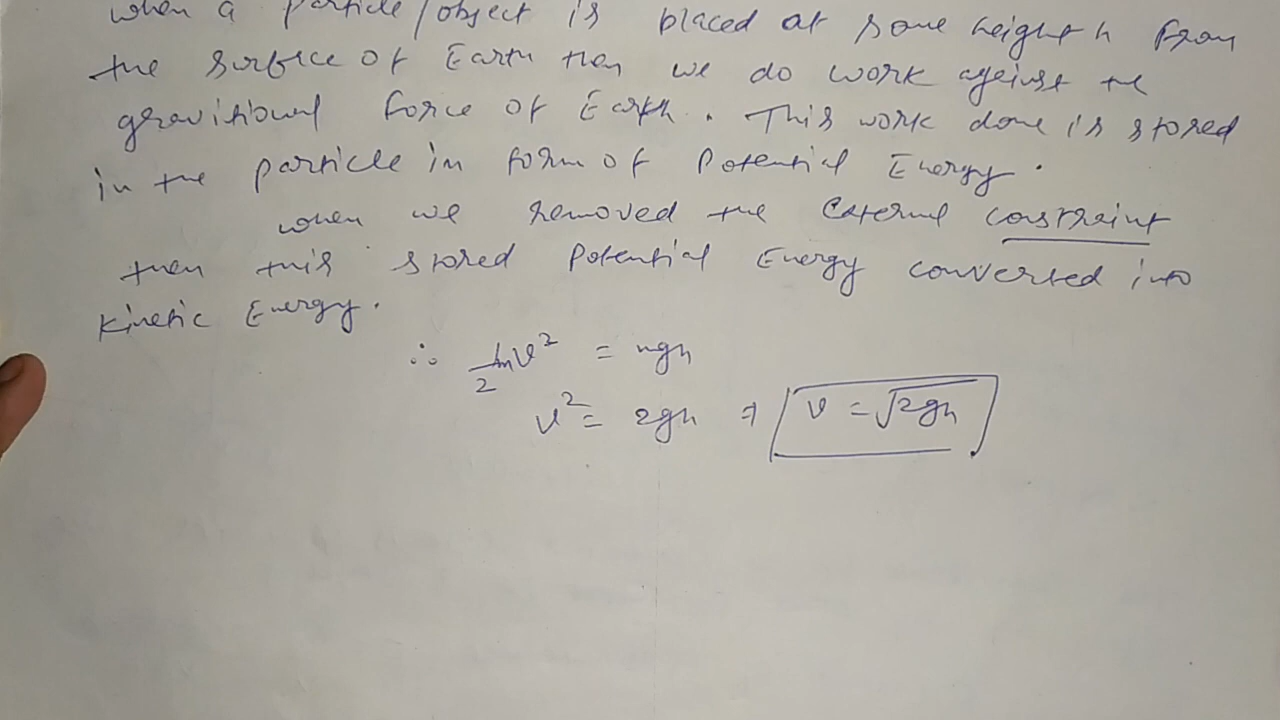 when a particle/object is placed at some height h from
the surface of Earth then we do work against the
gravitional force of Earth. This work done is stored
in the particle in form of Potential Energy.
when we removed the external constraint
then this stored potential Energy converted into
Kinetic Energy.
∴ 1/2 mv² = mgh
v² = 2gh ⇒ v = √2gh